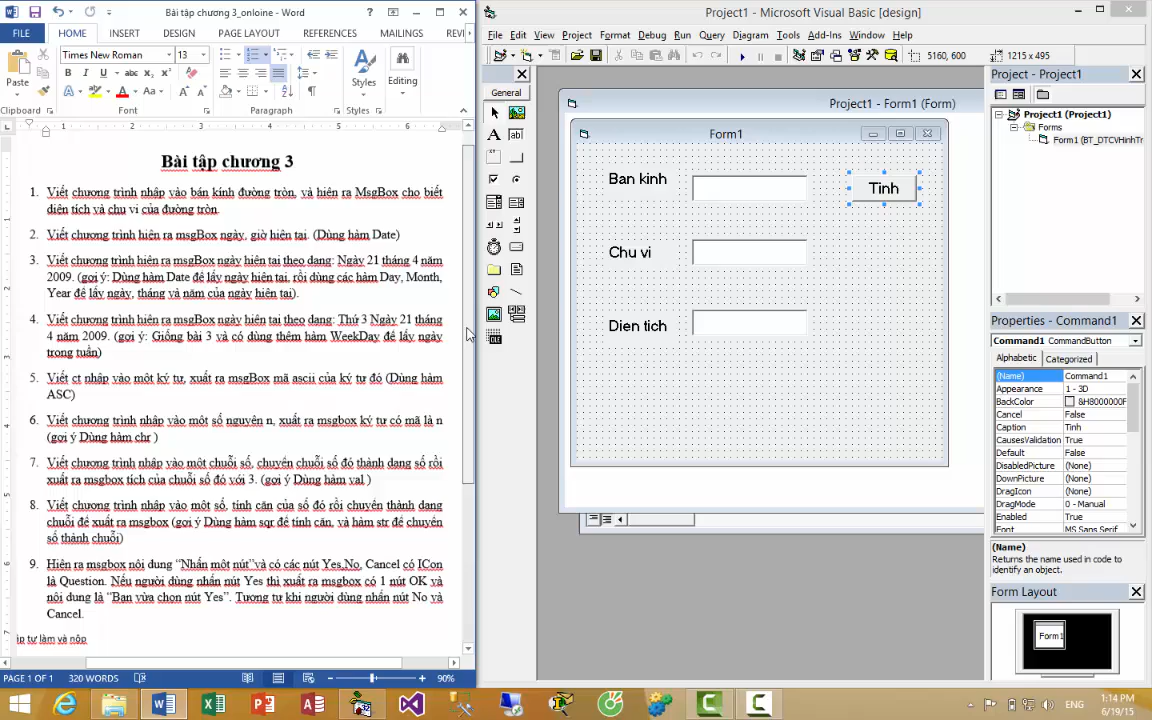 Bài tập chương 3_onloine - Word
FILE HOME INSERT DESIGN PAGE LAYOUT REFERENCES MAILINGS REVI
Times New Roman 13
Paste
Styles
Editing
Clipboard Font Paragraph Styles
1 2 3 4 5 6
Bài tập chương 3
1. Viết chương trình nhập vào bán kính đường tròn, và hiện ra MsgBox cho biết
diện tích và chu vi của đường tròn.
2. Viết chương trình hiện ra msgBox ngày, giờ hiện tại. (Dùng hàm Date)
3. Viết chương trình hiện ra msgBox ngày hiện tại theo dạng: Ngày 21 tháng 4 năm
2009. (gợi ý: Dùng hàm Date để lấy ngày hiện tại, rồi dùng các hàm Day, Month,
Year để lấy ngày, tháng và năm của ngày hiện tại).
4. Viết chương trình hiện ra msgBox ngày hiện tại theo dạng: Thứ 3 Ngày 21 tháng
4 năm 2009. (gợi ý: Giống bài 3 và có dùng thêm hàm WeekDay để lấy ngày
trong tuần)
5. Viết ct nhập vào một ký tự, xuất ra msgBox mã ascii của ký tự đó (Dùng hàm
ASC)
6. Viết chương trình nhập vào một số nguyên n, xuất ra msgbox ký tự có mã là n
(gợi ý Dùng hàm chr )
7. Viết chương trình nhập vào một chuỗi số, chuyển chuỗi số đó thành dạng số rồi
xuất ra msgbox tích của chuỗi số đó với 3. (gợi ý Dùng hàm val )
8. Viết chương trình nhập vào một số, tính căn của số đó rồi chuyển thành dạng
chuỗi để xuất ra msgbox (gợi ý Dùng hàm sqr để tính căn, và hàm str để chuyển
số thành chuỗi)
9. Hiện ra msgbox nội dung “Nhấn một nút”và có các nút Yes,No, Cancel có ICon
là Question. Nếu người dùng nhấn nút Yes thì xuất ra msgbox có 1 nút OK và
nội dung là “Bạn vừa chọn nút Yes”. Tương tự khi người dùng nhấn nút No và
Cancel.
ập tự làm và nộp
PAGE 1 OF 1 320 WORDS 90%
Project1 - Microsoft Visual Basic [design]
File Edit View Project Format Debug Run Query Diagram Tools Add-Ins Window Help
5160, 600 1215 x 495
General
Project1 - Form1 (Form)
Form1
Ban kinh
Tinh
Chu vi
Dien tich
Project - Project1
Project1 (Project1)
Forms
Form1 (BT_DTCVHinhTr
Properties - Command1
Command1 CommandButton
Alphabetic Categorized
(Name) Command1
Appearance 1 - 3D
BackColor &H8000000F
Cancel False
Caption Tinh
CausesValidation True
Default False
DisabledPicture (None)
DownPicture (None)
DragIcon (None)
DragMode 0 - Manual
Enabled True
Font MS Sans Serif
(Name)
Returns the name used in code to
identify an object.
Form Layout
Form1
1:14 PM
6/19/15